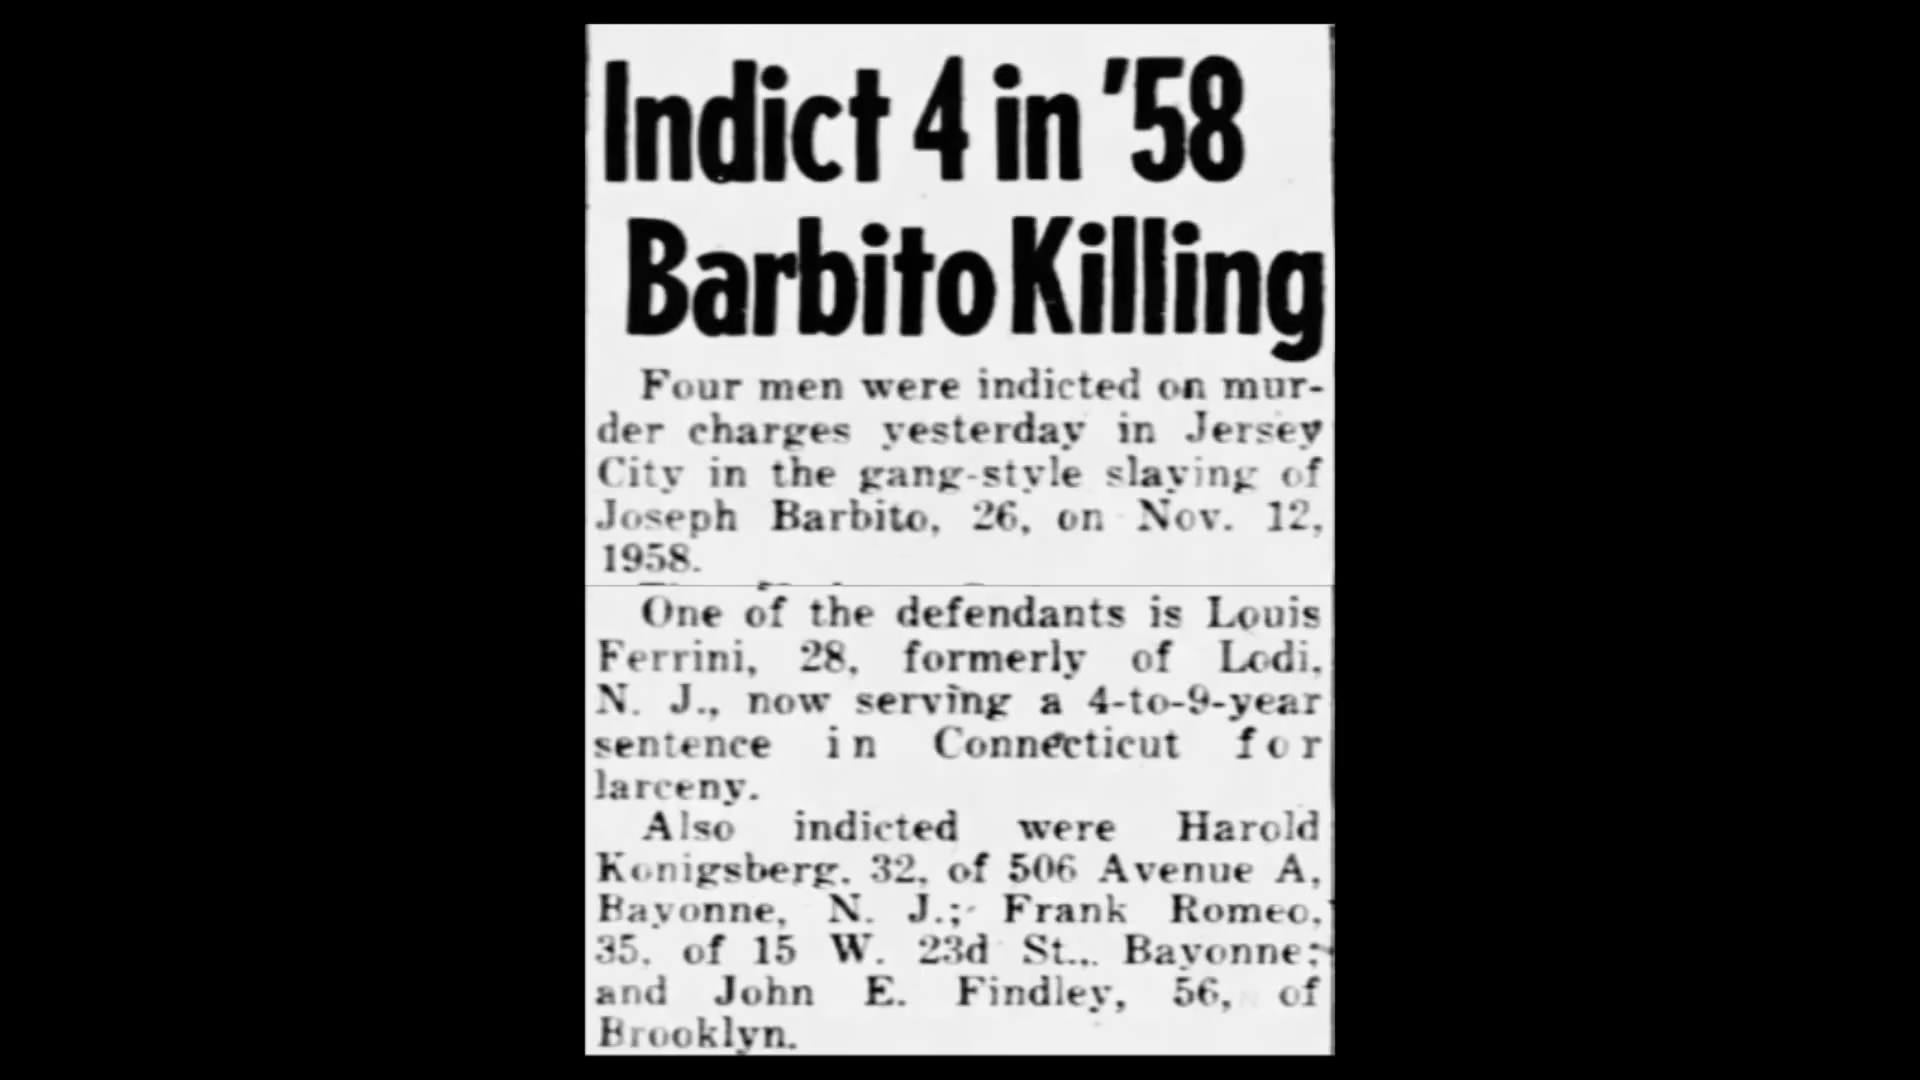 Indict 4 in '58
Barbito Killing
Four men were indicted on mur-
der charges yesterday in Jersey
City in the gang-style slaying of
Joseph Barbito, 26, on Nov. 12,
1958.
One of the defendants is Louis
Ferrini, 28, formerly of Lodi,
N. J., now serving a 4-to-9-year
sentence in Connecticut for
larceny.
Also indicted were Harold
Konigsberg, 32, of 506 Avenue A,
Bayonne, N. J.; Frank Romeo,
35, of 15 W. 23d St., Bayonne;
and John E. Findley, 56, of
Brooklyn.